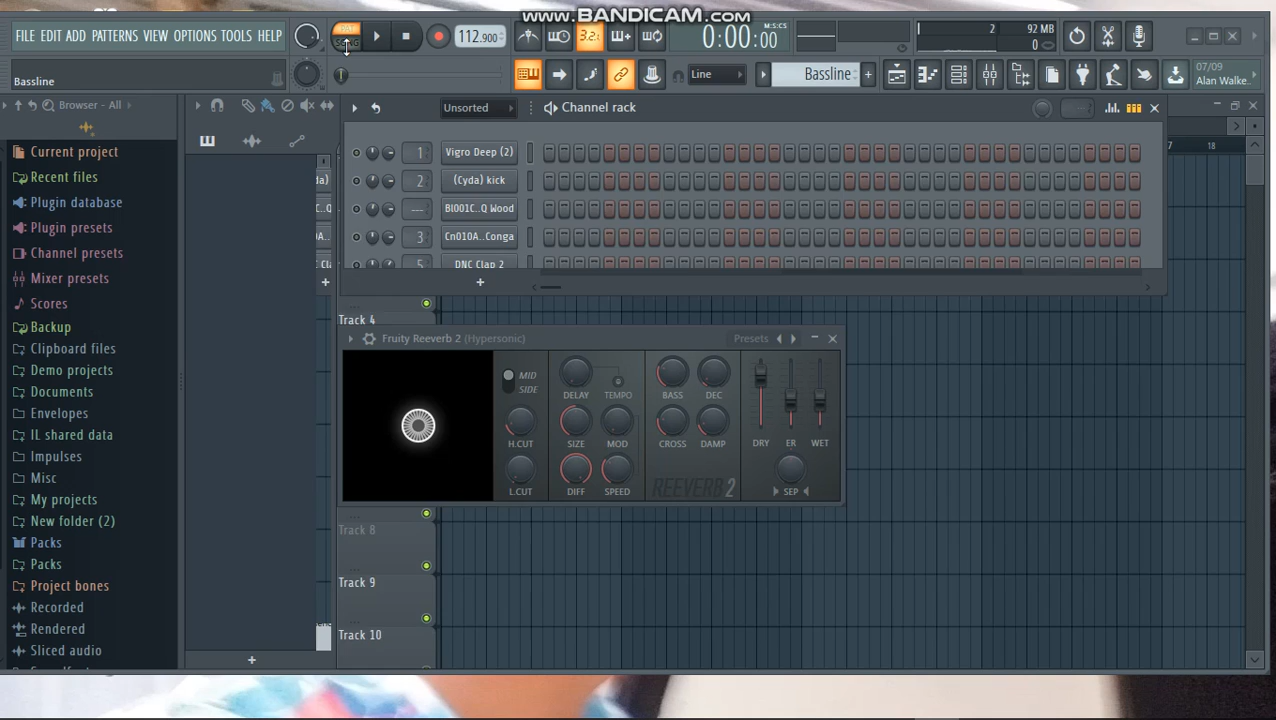 www.BANDICAM.com
FILE EDIT ADD PATTERNS VIEW OPTIONS TOOLS HELP
PAT
SONG
112.900
3.2.
0:00:00
M:S:CS
2
92 MB
0
Bassline
Line
Bassline
07/09
Alan Walke..
Browser - All
Unsorted
Channel rack
Current project
Recent files
Plugin database
Plugin presets
Channel presets
Mixer presets
Scores
Backup
Clipboard files
Demo projects
Documents
Envelopes
IL shared data
Impulses
Misc
My projects
New folder (2)
Packs
Packs
Project bones
Recorded
Rendered
Sliced audio
1 Vigro Deep (2)
2 (Cyda) kick
--- Bl001C..Q Wood
3 Cn010A..Conga
5 DNC Clap 2
17 18
Track 4
Fruity Reeverb 2 (Hypersonic)
Presets
MID
SIDE
DELAY
TEMPO
BASS
DEC
H.CUT
SIZE
MOD
CROSS
DAMP
DRY
ER
WET
L.CUT
DIFF
SPEED
REEVERB 2
SEP
Track 8
Track 9
Track 10